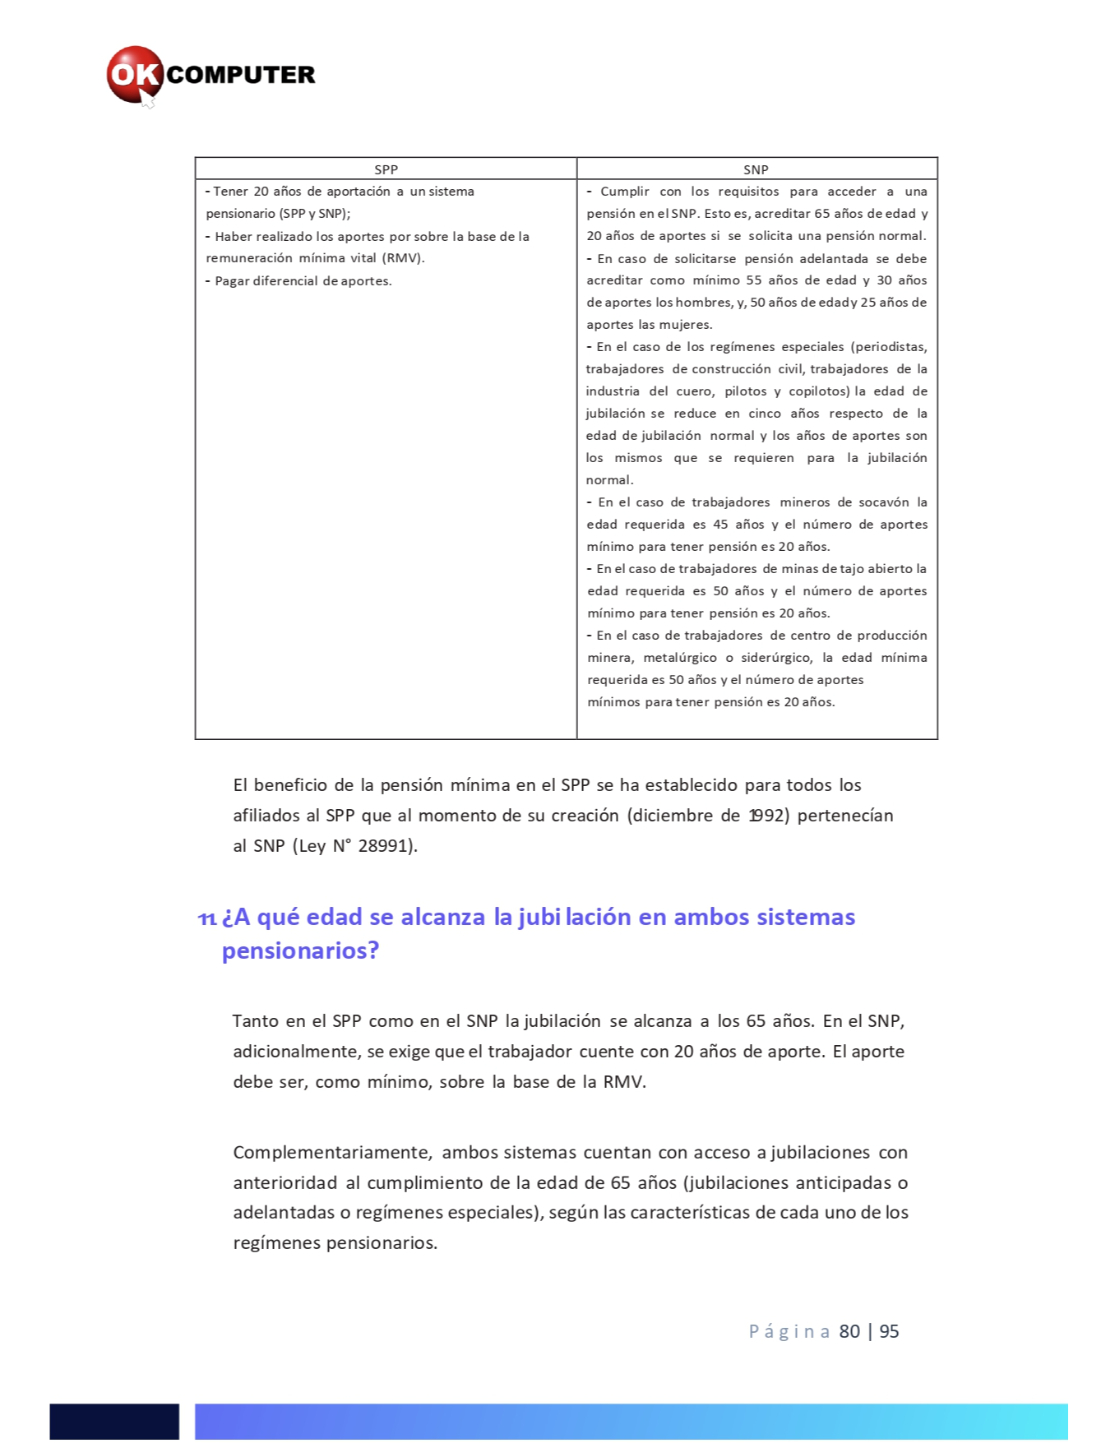 OK COMPUTER
SPP
- Tener 20 años de aportación a un sistema
pensionario (SPP y SNP);
- Haber realizado los aportes por sobre la base de la
remuneración mínima vital (RMV).
- Pagar diferencial de aportes.
SNP
- Cumplir con los requisitos para acceder a una
pensión en el SNP. Esto es, acreditar 65 años de edad y
20 años de aportes si se solicita una pensión normal.
- En caso de solicitarse pensión adelantada se debe
acreditar como mínimo 55 años de edad y 30 años
de aportes los hombres, y, 50 años de edady 25 años de
aportes las mujeres.
- En el caso de los regímenes especiales (periodistas,
trabajadores de construcción civil, trabajadores de la
industria del cuero, pilotos y copilotos) la edad de
jubilación se reduce en cinco años respecto de la
edad de jubilación normal y los años de aportes son
los mismos que se requieren para la jubilación
normal.
- En el caso de trabajadores mineros de socavón la
edad requerida es 45 años y el número de aportes
mínimo para tener pensión es 20 años.
- En el caso de trabajadores de minas de tajo abierto la
edad requerida es 50 años y el número de aportes
mínimo para tener pensión es 20 años.
- En el caso de trabajadores de centro de producción
minera, metalúrgico o siderúrgico, la edad mínima
requerida es 50 años y el número de aportes
mínimos para tener pensión es 20 años.
El beneficio de la pensión mínima en el SPP se ha establecido para todos los
afiliados al SPP que al momento de su creación (diciembre de 1992) pertenecían
al SNP (Ley N° 28991).
11. ¿A qué edad se alcanza la jubilación en ambos sistemas
pensionarios?
Tanto en el SPP como en el SNP la jubilación se alcanza a los 65 años. En el SNP,
adicionalmente, se exige que el trabajador cuente con 20 años de aporte. El aporte
debe ser, como mínimo, sobre la base de la RMV.
Complementariamente, ambos sistemas cuentan con acceso a jubilaciones con
anterioridad al cumplimiento de la edad de 65 años (jubilaciones anticipadas o
adelantadas o regímenes especiales), según las características de cada uno de los
regímenes pensionarios.
Página 80 | 95